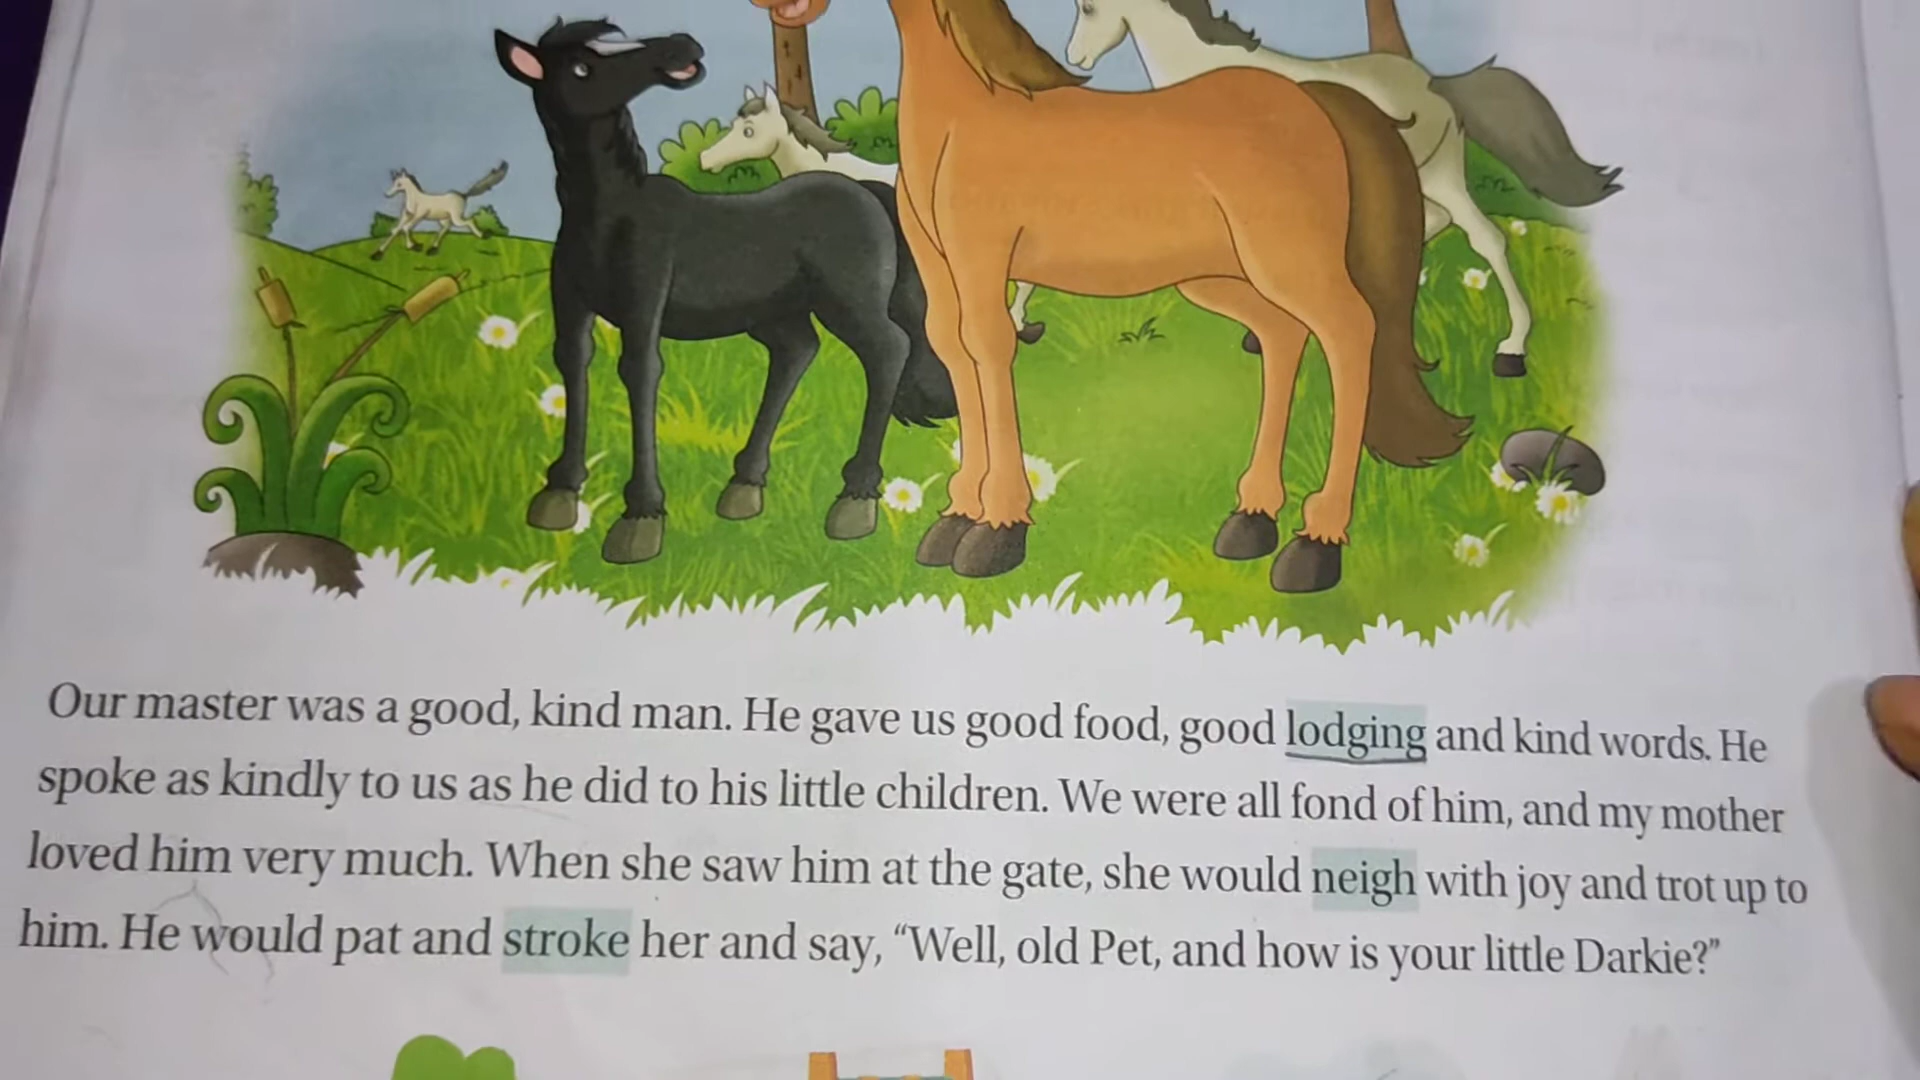 Our master was a good, kind man. He gave us good food, good lodging and kind words. He
spoke as kindly to us as he did to his little children. We were all fond of him, and my mother
loved him very much. When she saw him at the gate, she would neigh with joy and trot up to
him. He would pat and stroke her and say, “Well, old Pet, and how is your little Darkie?”